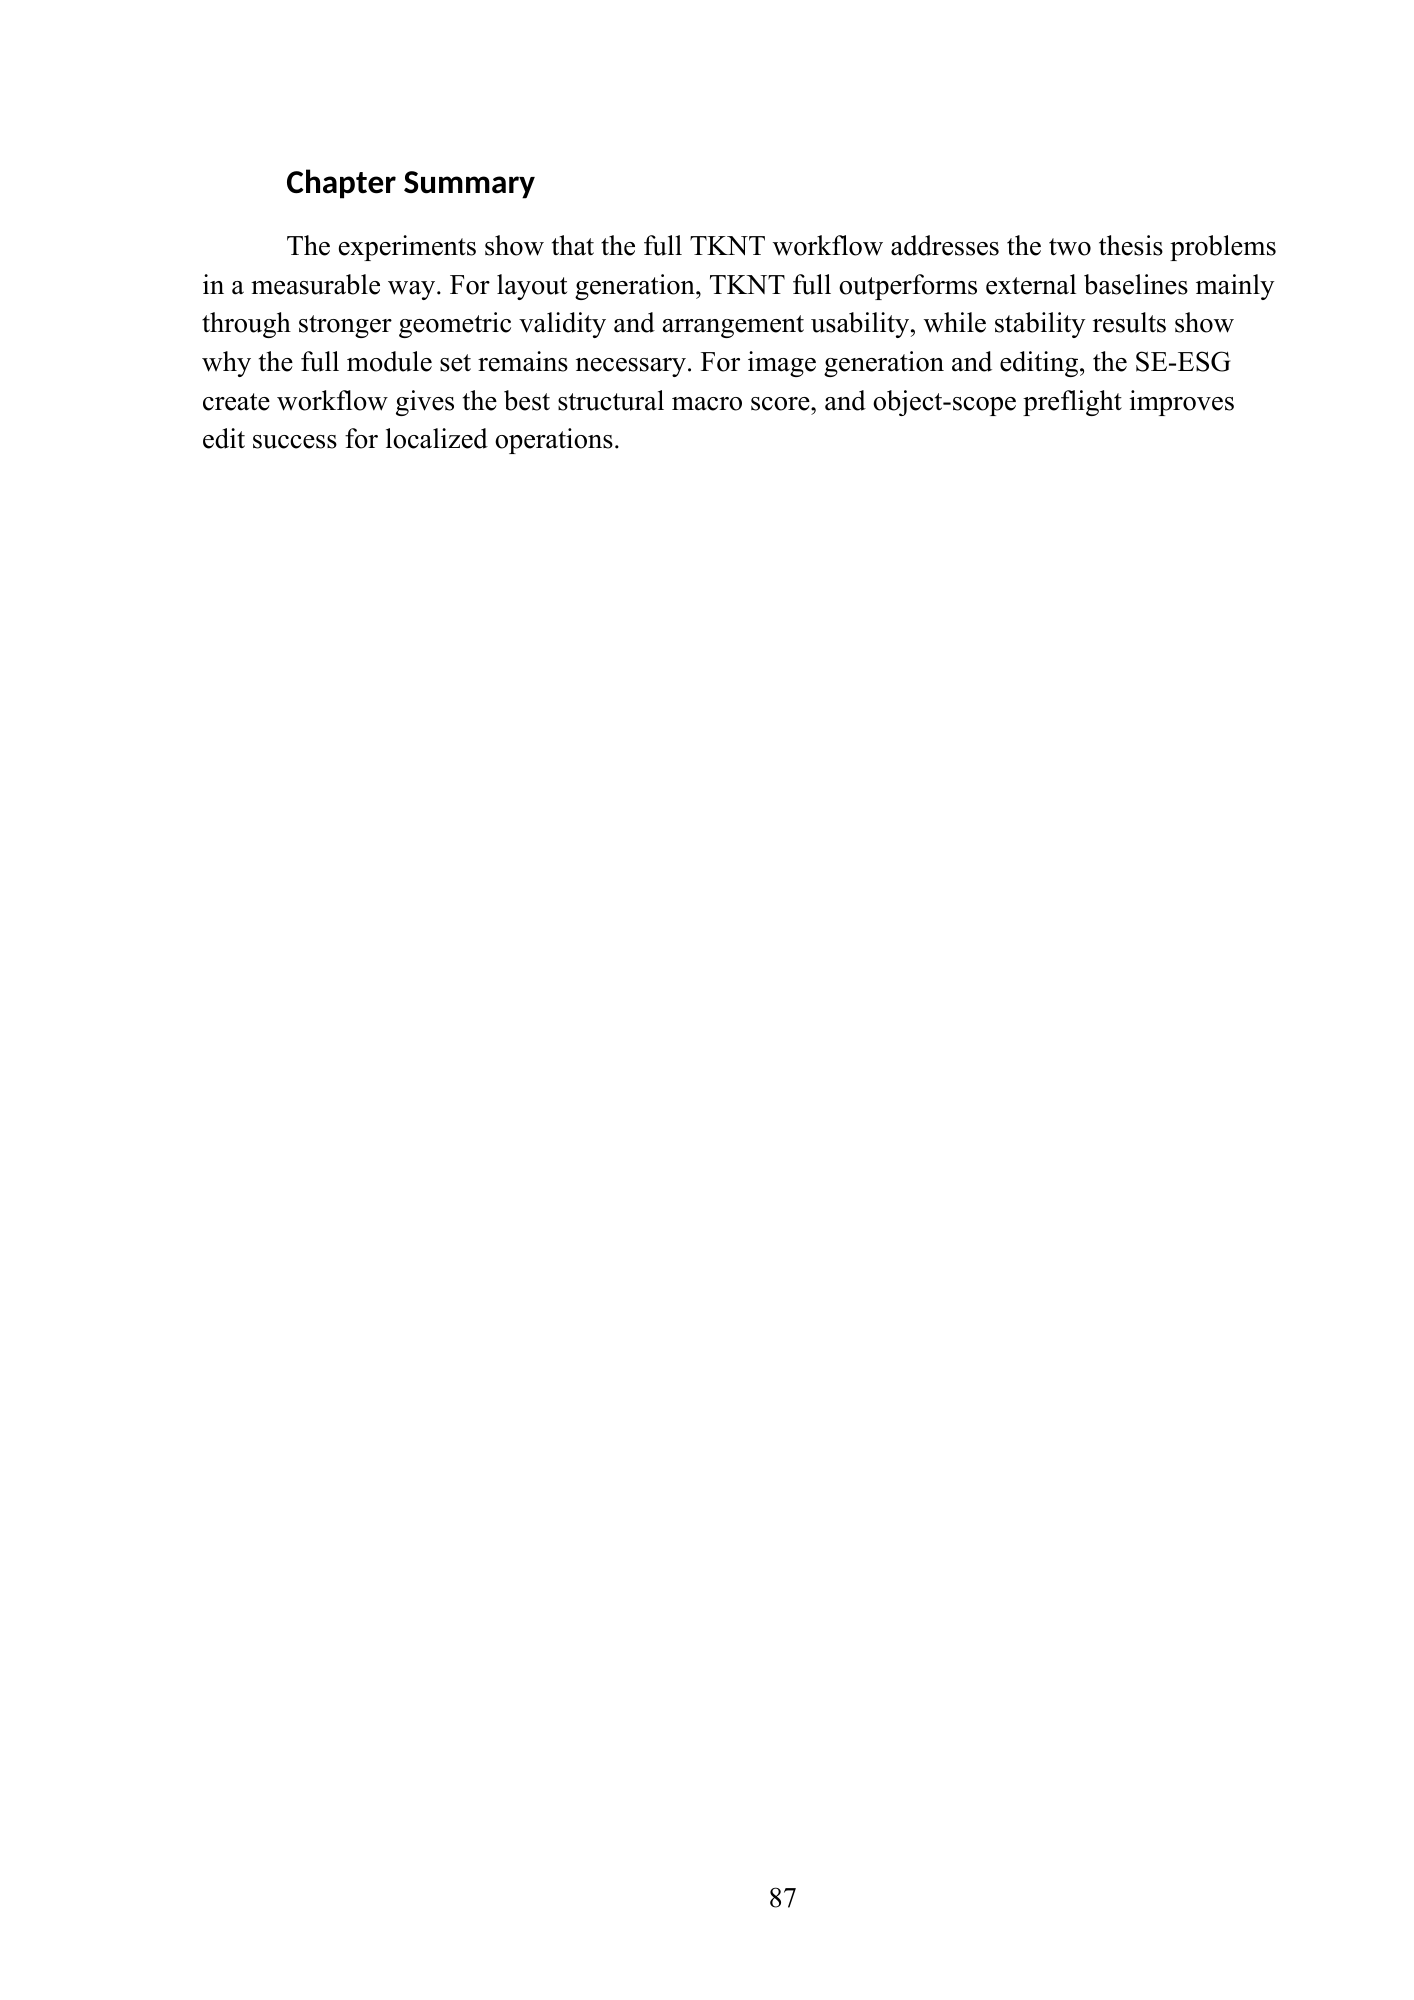 Chapter Summary
The experiments show that the full TKNT workflow addresses the two thesis problems
in a measurable way. For layout generation, TKNT full outperforms external baselines mainly
through stronger geometric validity and arrangement usability, while stability results show
why the full module set remains necessary. For image generation and editing, the SE-ESG
create workflow gives the best structural macro score, and object-scope preflight improves
edit success for localized operations.
87